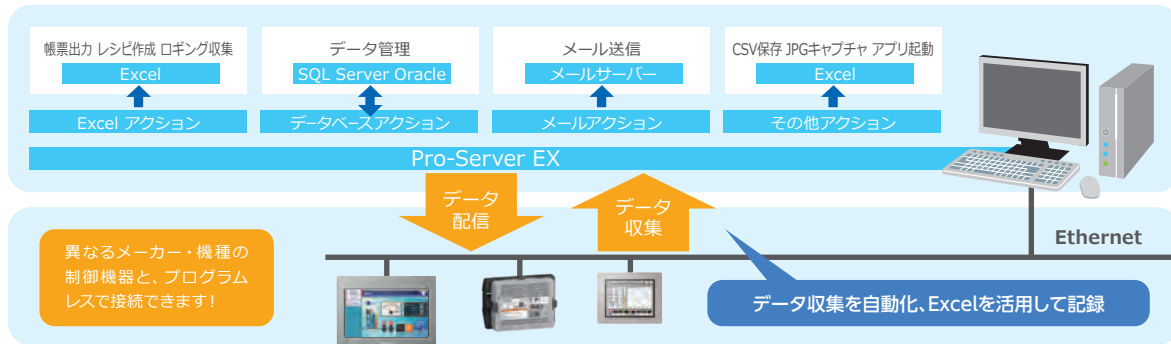 帳票出力 レシピ作成 ロギング収集
Excel
Excel アクション
データ管理
SQL Server Oracle
データベースアクション
メール送信
メールサーバー
メールアクション
CSV保存 JPGキャプチャ アプリ起動
Excel
その他アクション
Pro-Server EX
データ
配信
データ
収集
Ethernet
異なるメーカー・機種の
制御機器と、プログラム
レスで接続できます！
データ収集を自動化、Excelを活用して記録